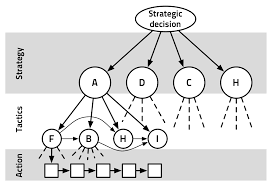 Strategic
decision
Strategy
A
D
C
H
Tactics
F
B
H
I
Action